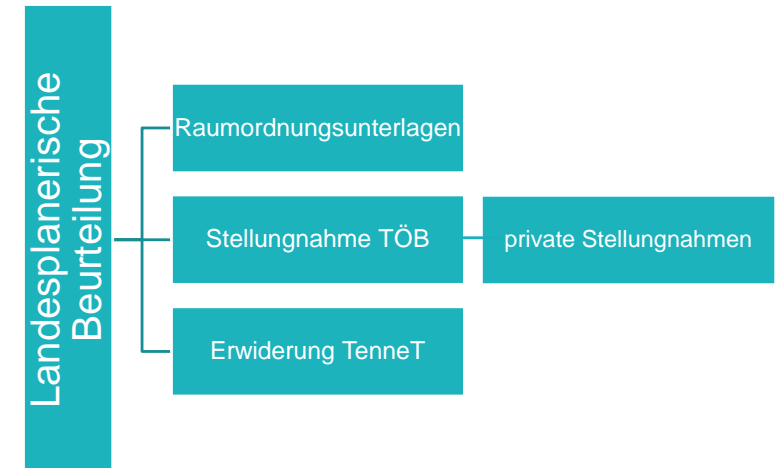 Landesplanerische
Beurteilung
Raumordnungsunterlagen
Stellungnahme TÖB
private Stellungnahmen
Erwiderung TenneT